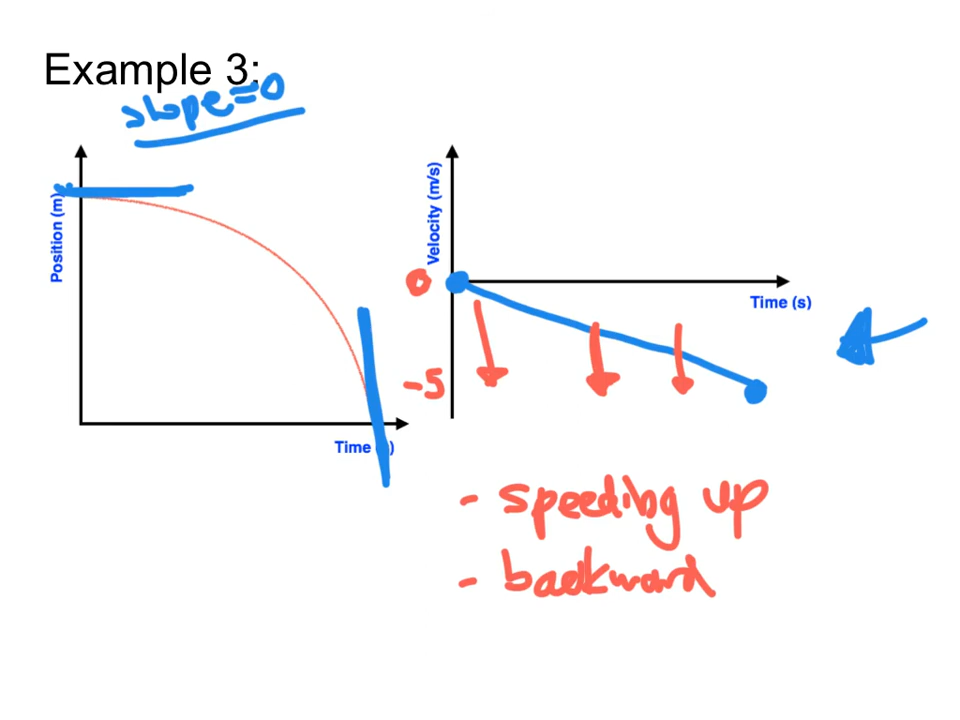 Example 3:
slope=0
Position (m)
Time
Velocity (m/s)
0
Time (s)
-5
- speeding up
- backward